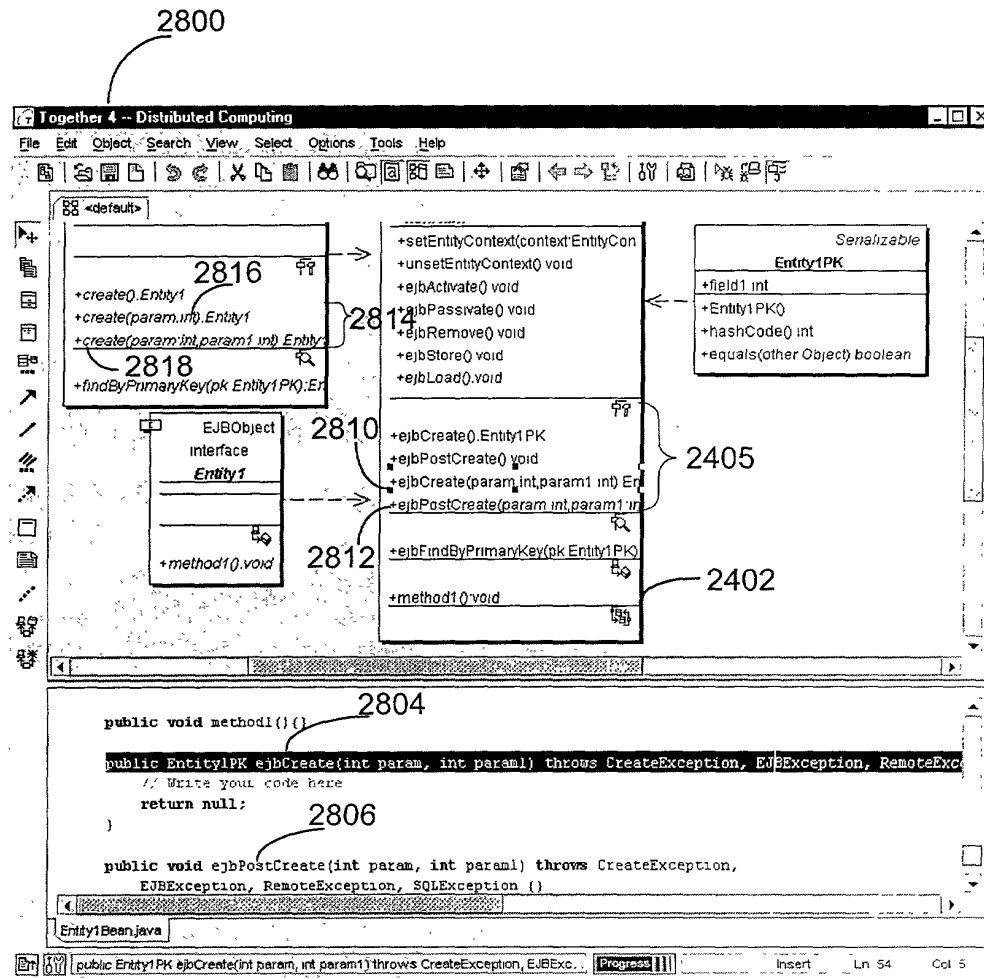 2800
Together 4 -- Distributed Computing
File Edit Object Search View Select Options Tools Help
<default>
+create().Entity1
2816
+create(param.int).Entity1
2814
+create(param:int,param1 int) Entity
2818
+findByPrimaryKey(pk Entity1PK):En
EJBObject
interface
Entity1
+method1().void
+setEntityContext(context:EntityCon
+unsetEntityContext() void
+ejbActivate() void
+ejbPassivate() void
+ejbRemove() void
+ejbStore() void
+ejbLoad().void
2810
+ejbCreate().Entity1PK
+ejbPostCreate() void
2405
+ejbCreate(param,int,param1 int) En
+ejbPostCreate(param int,param1:in
2812
+ejbFindByPrimaryKey(pk Entity1PK)
2402
+method1():void
Serializable
Entity1PK
+field1 int
+Entity1PK()
+hashCode() int
+equals(other Object) boolean
2804
public void method1(){}
public Entity1PK ejbCreate(int param, int param1) throws CreateException, EJBException, RemoteExce
// Write your code here
return null;
}
2806
public void ejbPostCreate(int param, int param1) throws CreateException,
EJBException, RemoteException, SQLException {}
Entity1Bean.java
public Entity1PK ejbCreate(int param, int param1) throws CreateException, EJBExc...
Progress
Insert
Ln 54
Col 5